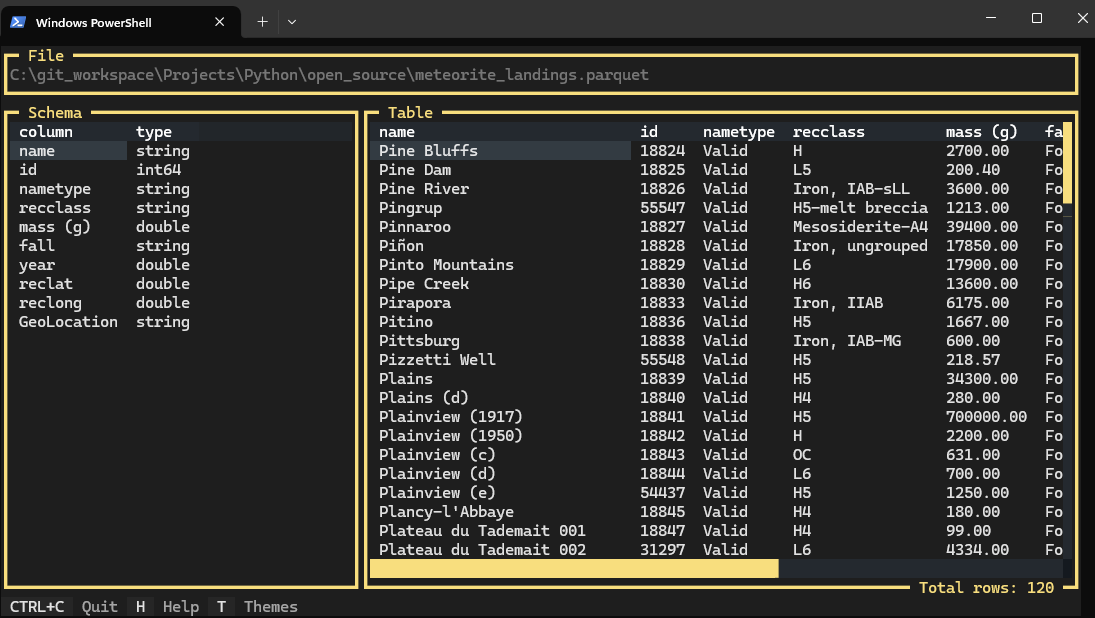 Windows PowerShell
File
C:\git_workspace\Projects\Python\open_source\meteorite_landings.parquet
Schema
column type
name string
id int64
nametype string
recclass string
mass (g) double
fall string
year double
reclat double
reclong double
GeoLocation string
Table
name id nametype recclass mass (g) fa
Pine Bluffs 18824 Valid H 2700.00 Fo
Pine Dam 18825 Valid L5 200.40 Fo
Pine River 18826 Valid Iron, IAB-sLL 3600.00 Fo
Pingrup 55547 Valid H5-melt breccia 1213.00 Fo
Pinnaroo 18827 Valid Mesosiderite-A4 39400.00 Fo
Piñon 18828 Valid Iron, ungrouped 17850.00 Fo
Pinto Mountains 18829 Valid L6 17900.00 Fo
Pipe Creek 18830 Valid H6 13600.00 Fo
Pirapora 18833 Valid Iron, IIAB 6175.00 Fo
Pitino 18836 Valid H5 1667.00 Fo
Pittsburg 18838 Valid Iron, IAB-MG 600.00 Fo
Pizzetti Well 55548 Valid H5 218.57 Fo
Plains 18839 Valid H5 34300.00 Fo
Plains (d) 18840 Valid H4 280.00 Fo
Plainview (1917) 18841 Valid H5 700000.00 Fo
Plainview (1950) 18842 Valid H 2200.00 Fo
Plainview (c) 18843 Valid OC 631.00 Fo
Plainview (d) 18844 Valid L6 700.00 Fo
Plainview (e) 54437 Valid H5 1250.00 Fo
Plancy-l'Abbaye 18845 Valid H4 180.00 Fo
Plateau du Tademait 001 18847 Valid H4 99.00 Fo
Plateau du Tademait 002 31297 Valid L6 4334.00 Fo
Total rows: 120
CTRL+C Quit H Help T Themes